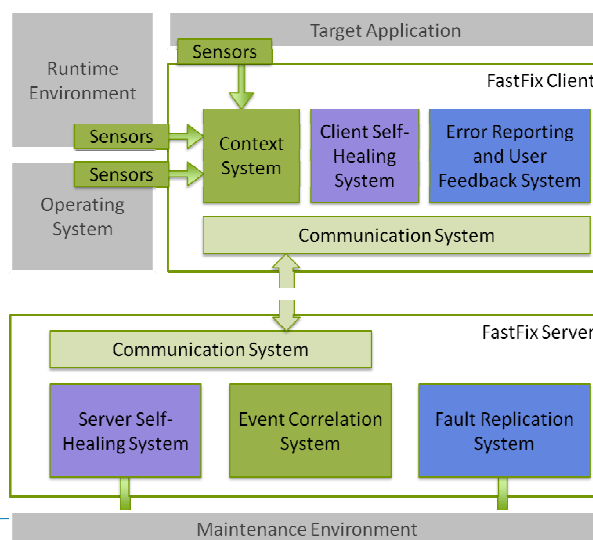 Target Application
Sensors
Runtime
Environment
FastFix Client
Sensors
Context
System
Client Self-
Healing
System
Error Reporting
and User
Feedback System
Sensors
Operating
System
Communication System
FastFix Server
Communication System
Server Self-
Healing System
Event Correlation
System
Fault Replication
System
Maintenance Environment